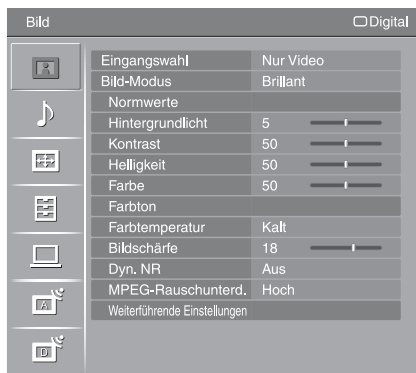 Bild Digital
Eingangswahl Nur Video
Bild-Modus Brillant
Normwerte
Hintergrundlicht 5
Kontrast 50
Helligkeit 50
Farbe 50
Farbton
Farbtemperatur Kalt
Bildschärfe 18
Dyn. NR Aus
MPEG-Rauschunterd. Hoch
Weiterführende Einstellungen
A
D